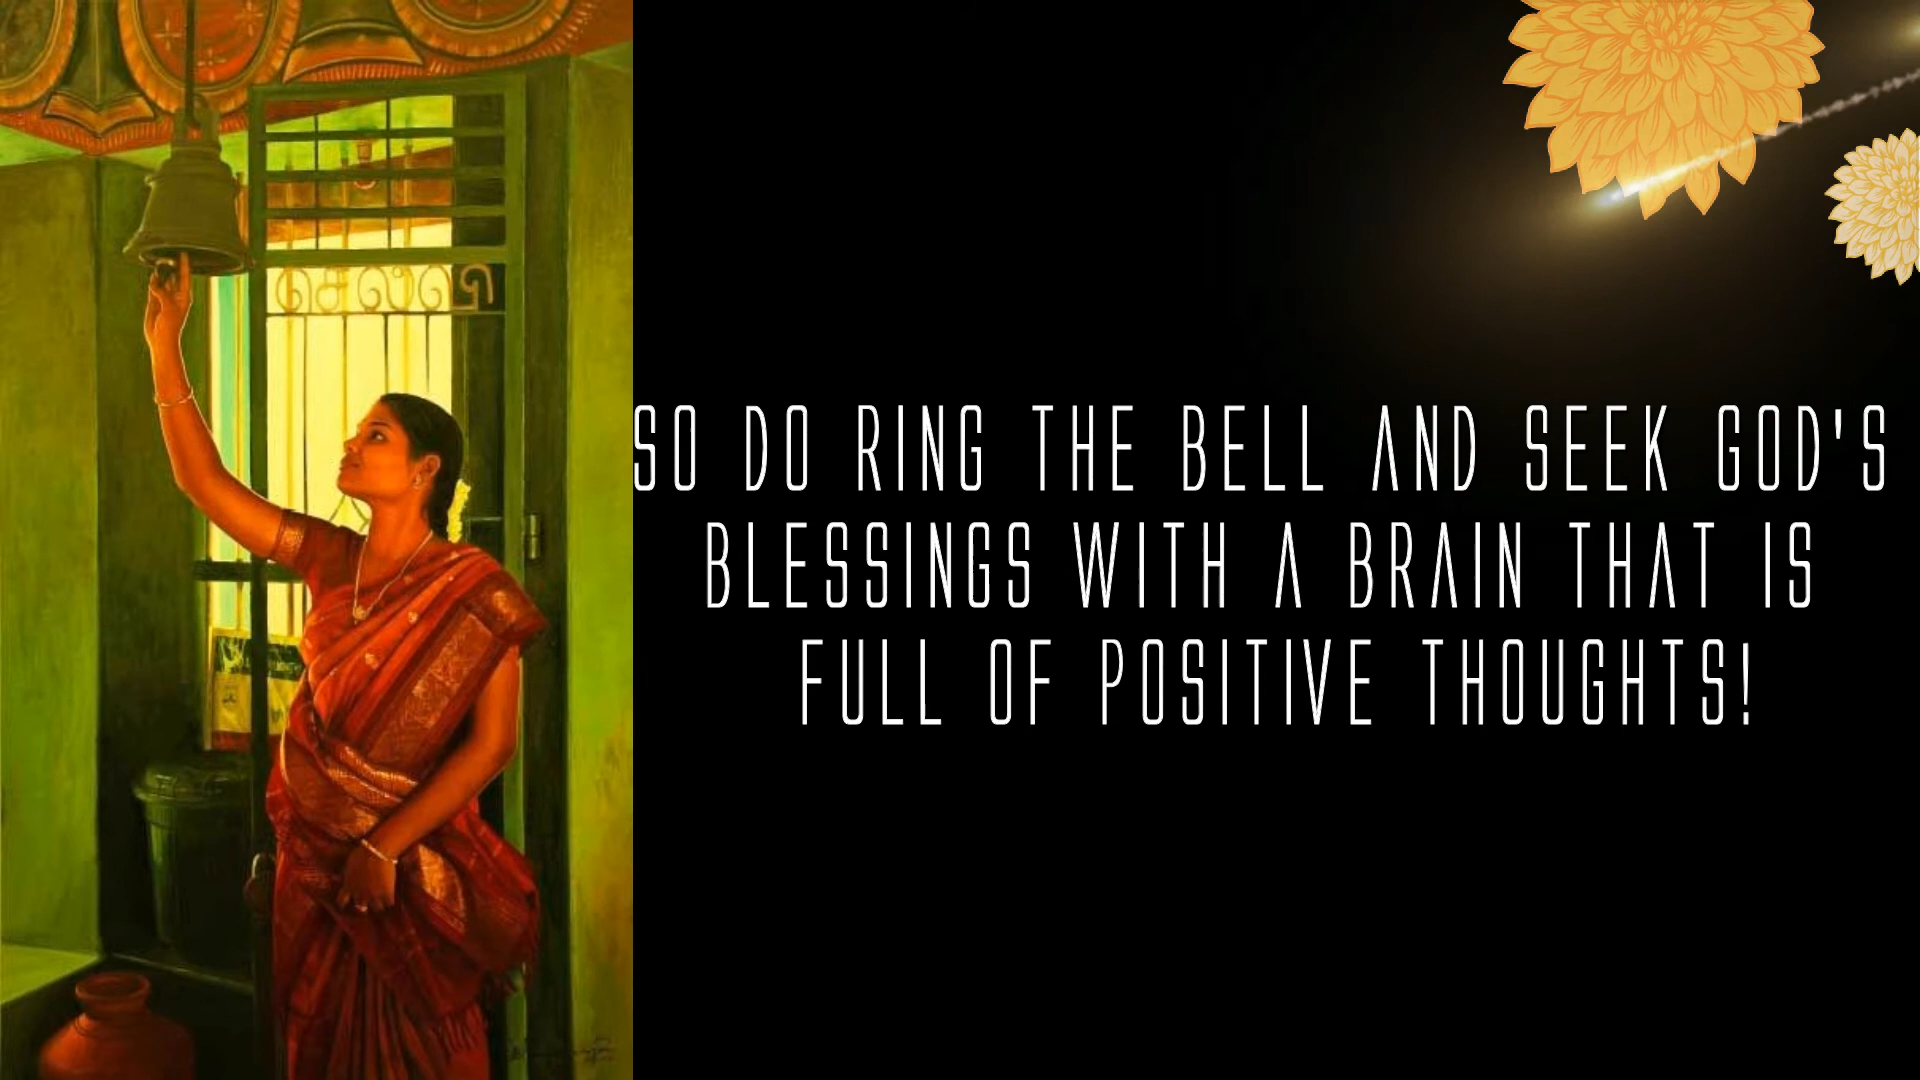 SO DO RING THE BELL AND SEEK GOD'S
BLESSINGS WITH A BRAIN THAT IS
FULL OF POSITIVE THOUGHTS!